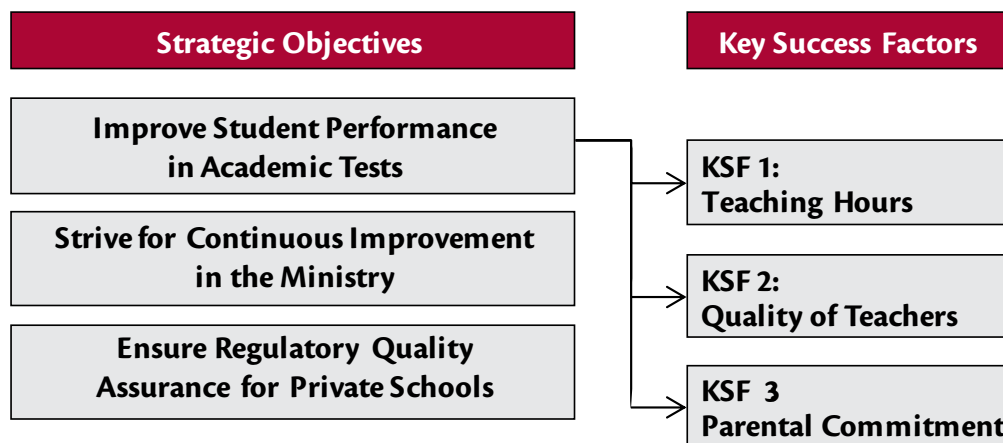 Strategic Objectives
Key Success Factors
Improve Student Performance
in Academic Tests
Strive for Continuous Improvement
in the Ministry
Ensure Regulatory Quality
Assurance for Private Schools
KSF 1:
Teaching Hours
KSF 2:
Quality of Teachers
KSF 3
Parental Commitment